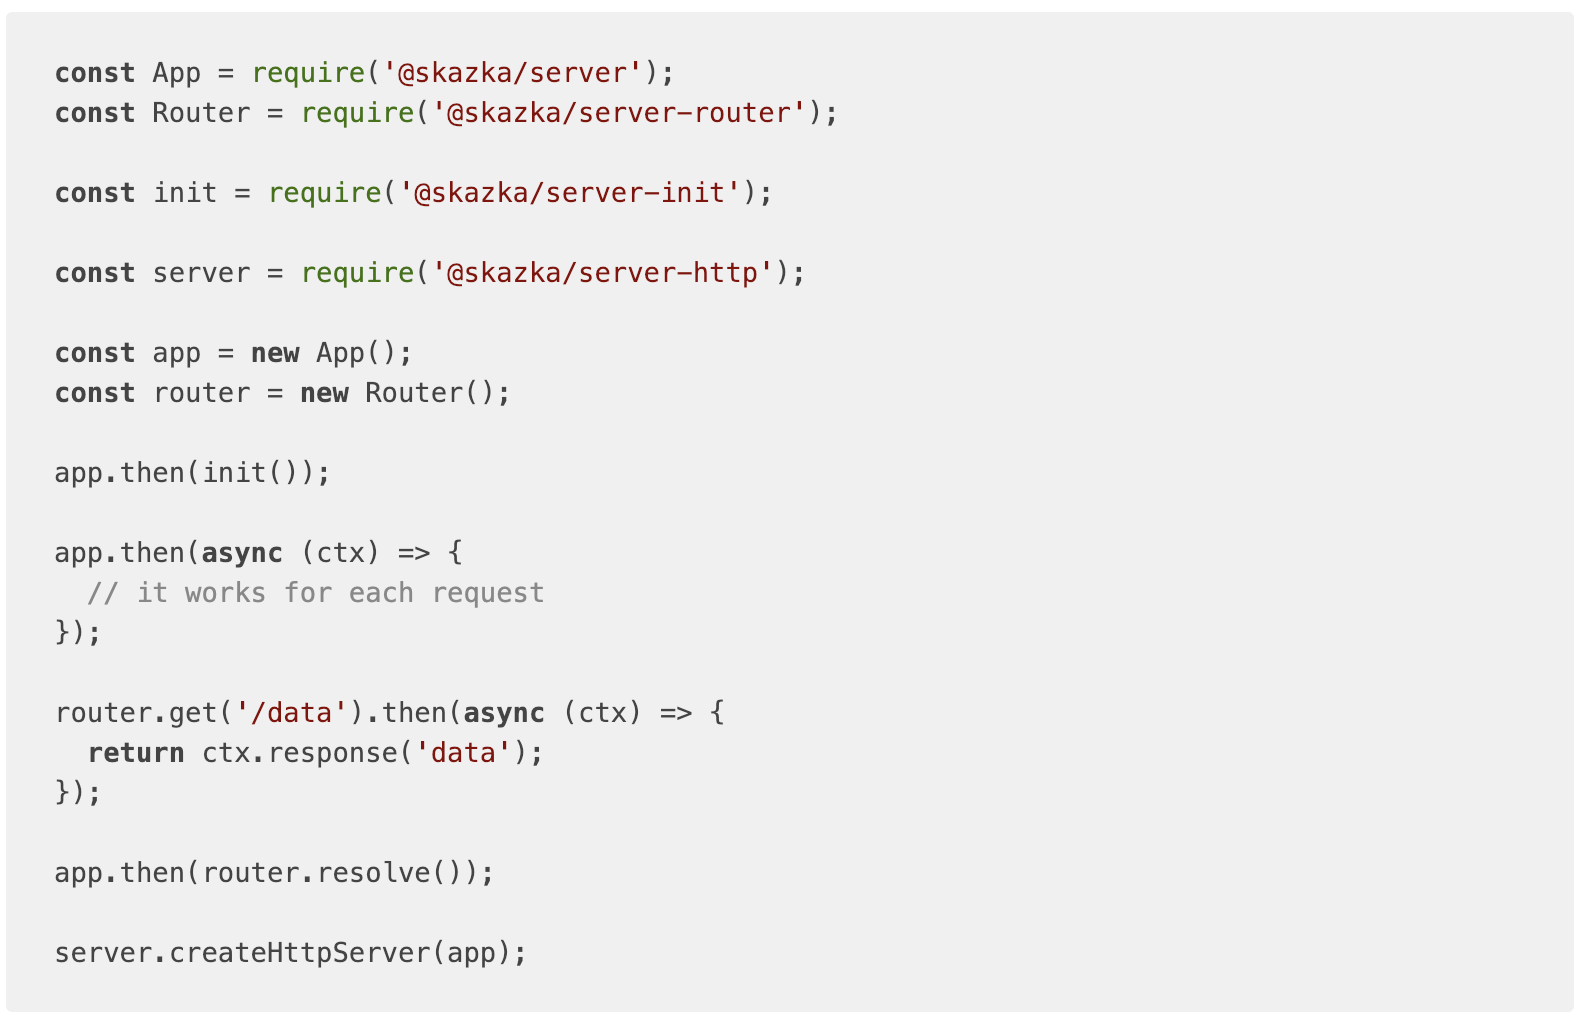 const App = require('@skazka/server');
const Router = require('@skazka/server-router');

const init = require('@skazka/server-init');

const server = require('@skazka/server-http');

const app = new App();
const router = new Router();

app.then(init());

app.then(async (ctx) => {
  // it works for each request
});

router.get('/data').then(async (ctx) => {
  return ctx.response('data');
});

app.then(router.resolve());

server.createHttpServer(app);